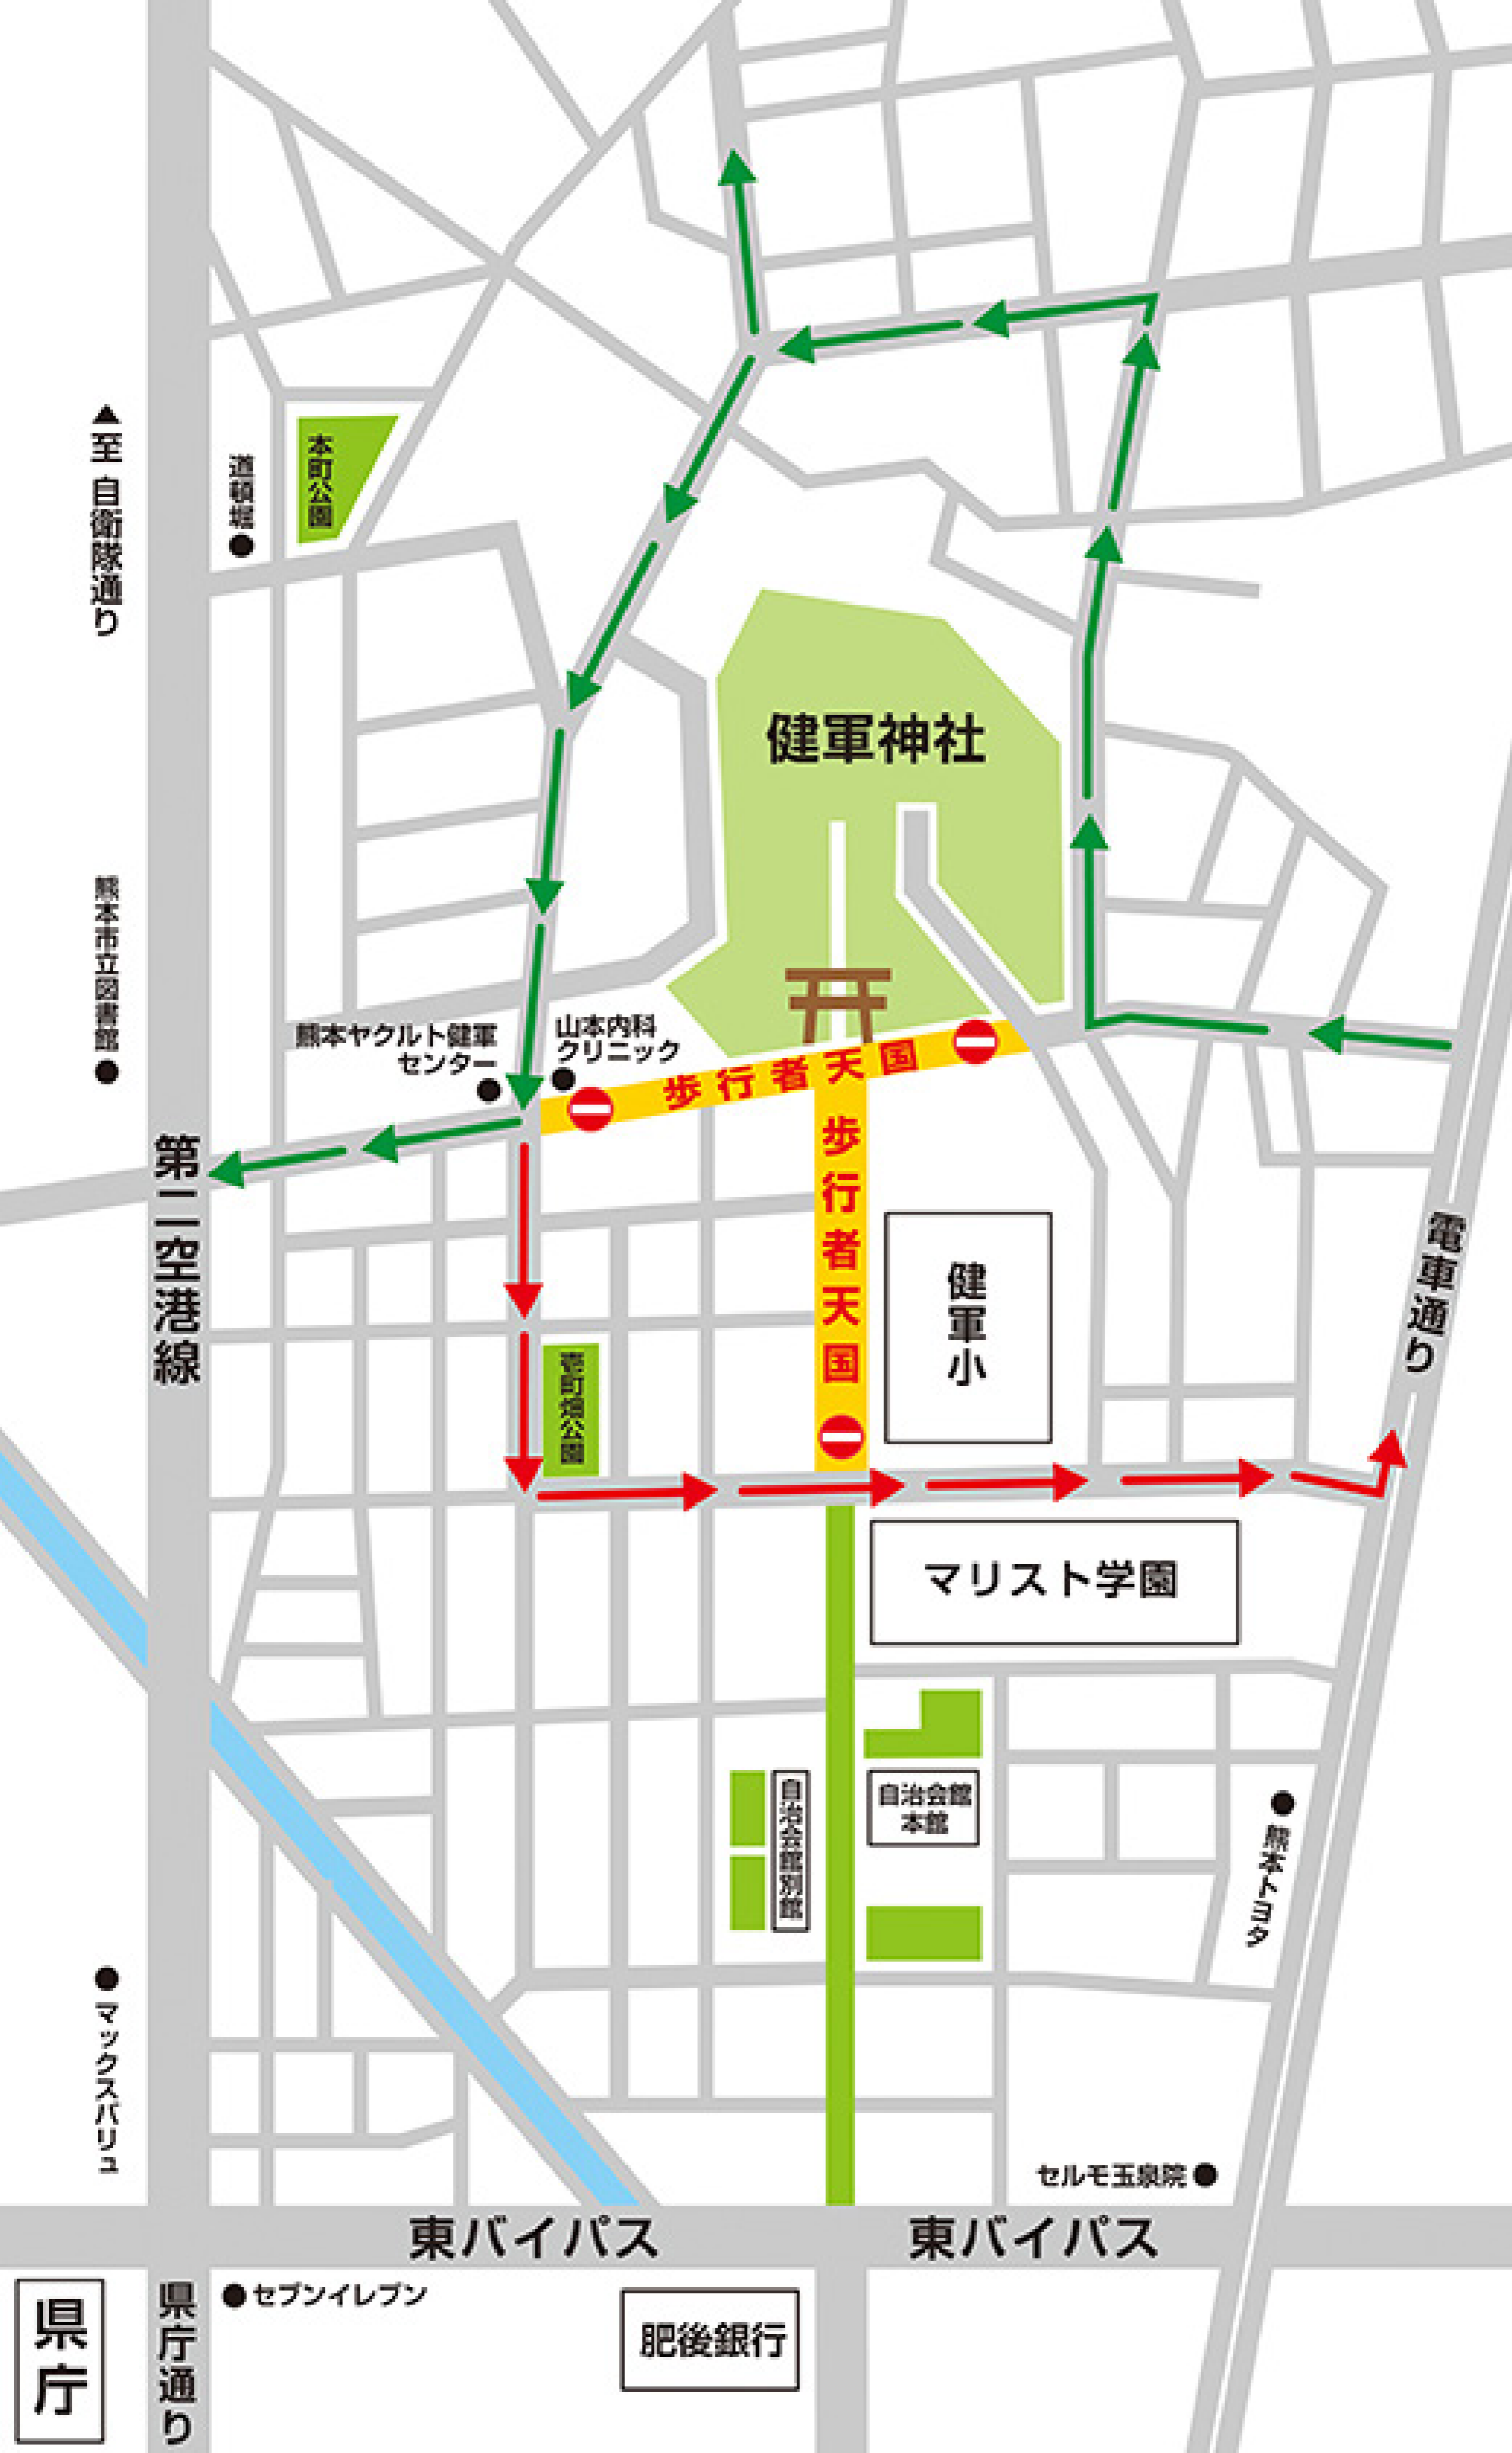 本町公園
道頓堀
▲至 自衛隊通り
健軍神社
熊本市立図書館
熊本ヤクルト健軍
センター
山本内科
クリニック
歩行者天国
歩行者天国
第二空港線
電車通り
健軍小
壱町畑公園
マリスト学園
自治会館
本館
自治会館別館
熊本トヨタ
マックスバリュ
セルモ玉泉院
東バイパス
東バイパス
県庁
県庁通り
セブンイレブン
肥後銀行